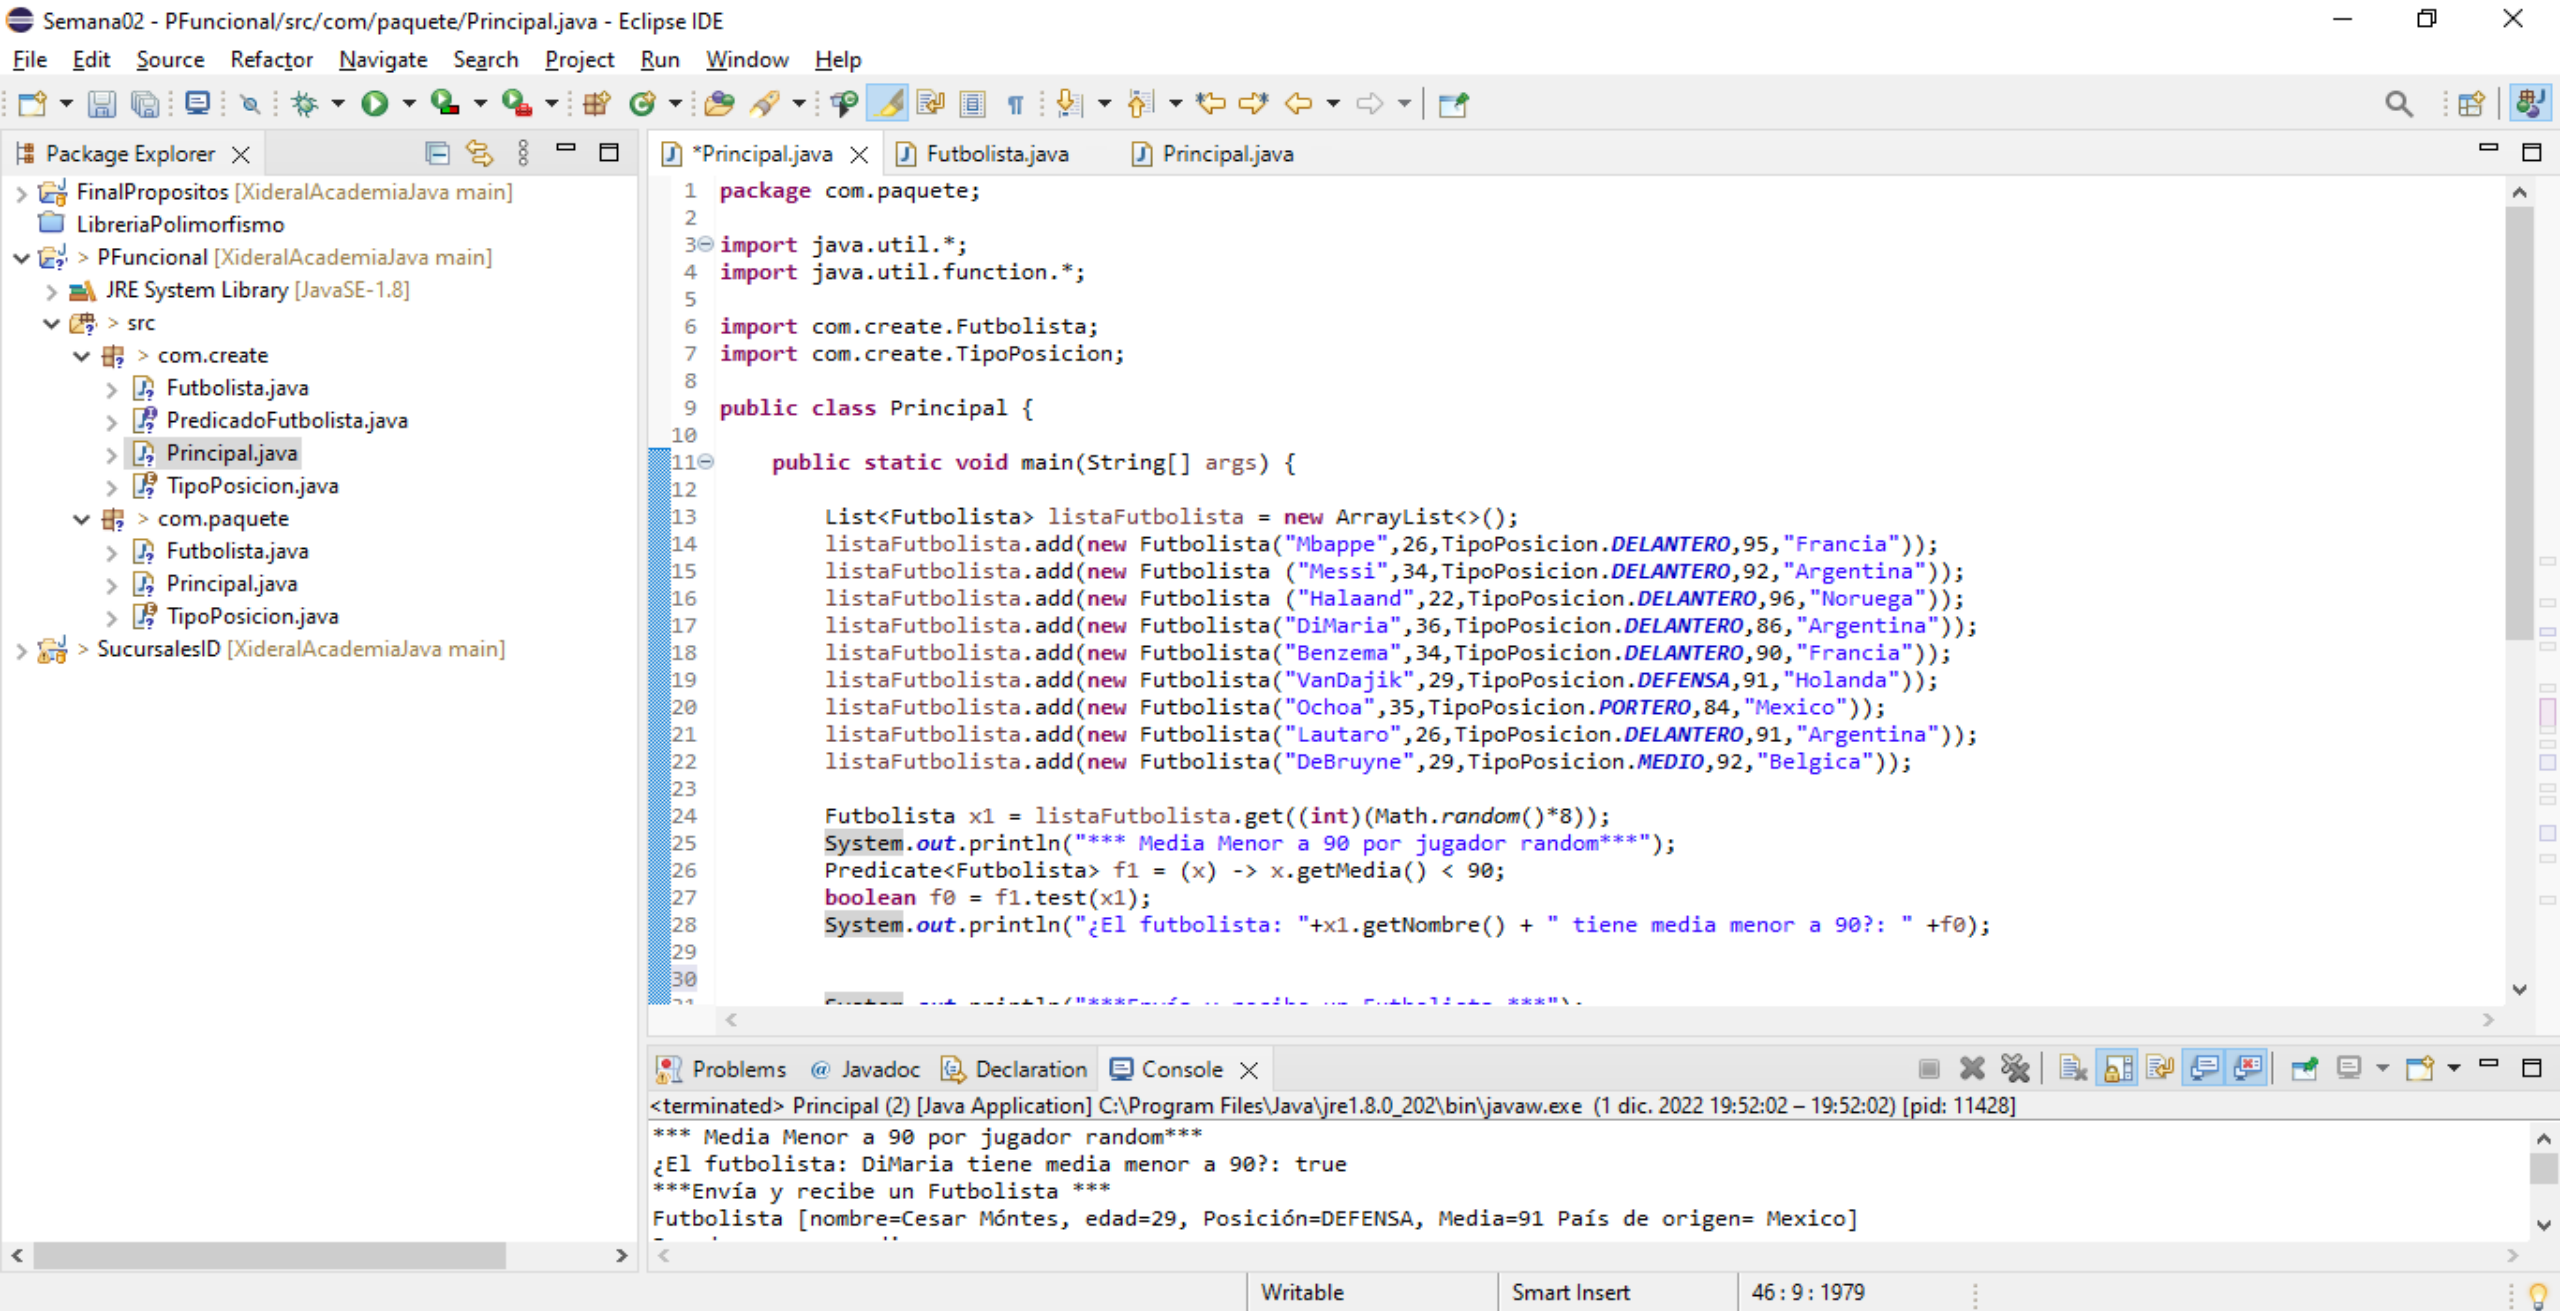 Semana02 - PFuncional/src/com/paquete/Principal.java - Eclipse IDE
File Edit Source Refactor Navigate Search Project Run Window Help
Package Explorer
FinalPropositos [XideralAcademiaJava main]
LibreriaPolimorfismo
> PFuncional [XideralAcademiaJava main]
JRE System Library [JavaSE-1.8]
> src
> com.create
Futbolista.java
PredicadoFutbolista.java
Principal.java
TipoPosicion.java
> com.paquete
Futbolista.java
Principal.java
TipoPosicion.java
> SucursalesID [XideralAcademiaJava main]
*Principal.java Futbolista.java Principal.java
1 package com.paquete;
2
3 import java.util.*;
4 import java.util.function.*;
5
6 import com.create.Futbolista;
7 import com.create.TipoPosicion;
8
9 public class Principal {
10
11 public static void main(String[] args) {
12
13 List<Futbolista> listaFutbolista = new ArrayList<>();
14 listaFutbolista.add(new Futbolista("Mbappe",26,TipoPosicion.DELANTERO,95,"Francia"));
15 listaFutbolista.add(new Futbolista ("Messi",34,TipoPosicion.DELANTERO,92,"Argentina"));
16 listaFutbolista.add(new Futbolista ("Halaand",22,TipoPosicion.DELANTERO,96,"Noruega"));
17 listaFutbolista.add(new Futbolista("DiMaria",36,TipoPosicion.DELANTERO,86,"Argentina"));
18 listaFutbolista.add(new Futbolista("Benzema",34,TipoPosicion.DELANTERO,90,"Francia"));
19 listaFutbolista.add(new Futbolista("VanDajik",29,TipoPosicion.DEFENSA,91,"Holanda"));
20 listaFutbolista.add(new Futbolista("Ochoa",35,TipoPosicion.PORTERO,84,"Mexico"));
21 listaFutbolista.add(new Futbolista("Lautaro",26,TipoPosicion.DELANTERO,91,"Argentina"));
22 listaFutbolista.add(new Futbolista("DeBruyne",29,TipoPosicion.MEDIO,92,"Belgica"));
23
24 Futbolista x1 = listaFutbolista.get((int)(Math.random()*8));
25 System.out.println("*** Media Menor a 90 por jugador random***");
26 Predicate<Futbolista> f1 = (x) -> x.getMedia() < 90;
27 boolean f0 = f1.test(x1);
28 System.out.println("¿El futbolista: "+x1.getNombre() + " tiene media menor a 90?: " +f0);
29
30
31 System.out.println("***Envía y recibe un Futbolista ***");
Problems @ Javadoc Declaration Console
<terminated> Principal (2) [Java Application] C:\Program Files\Java\jre1.8.0_202\bin\javaw.exe (1 dic. 2022 19:52:02 – 19:52:02) [pid: 11428]
*** Media Menor a 90 por jugador random***
¿El futbolista: DiMaria tiene media menor a 90?: true
***Envía y recibe un Futbolista ***
Futbolista [nombre=Cesar Móntes, edad=29, Posición=DEFENSA, Media=91 País de origen= Mexico]
Writable Smart Insert 46 : 9 : 1979